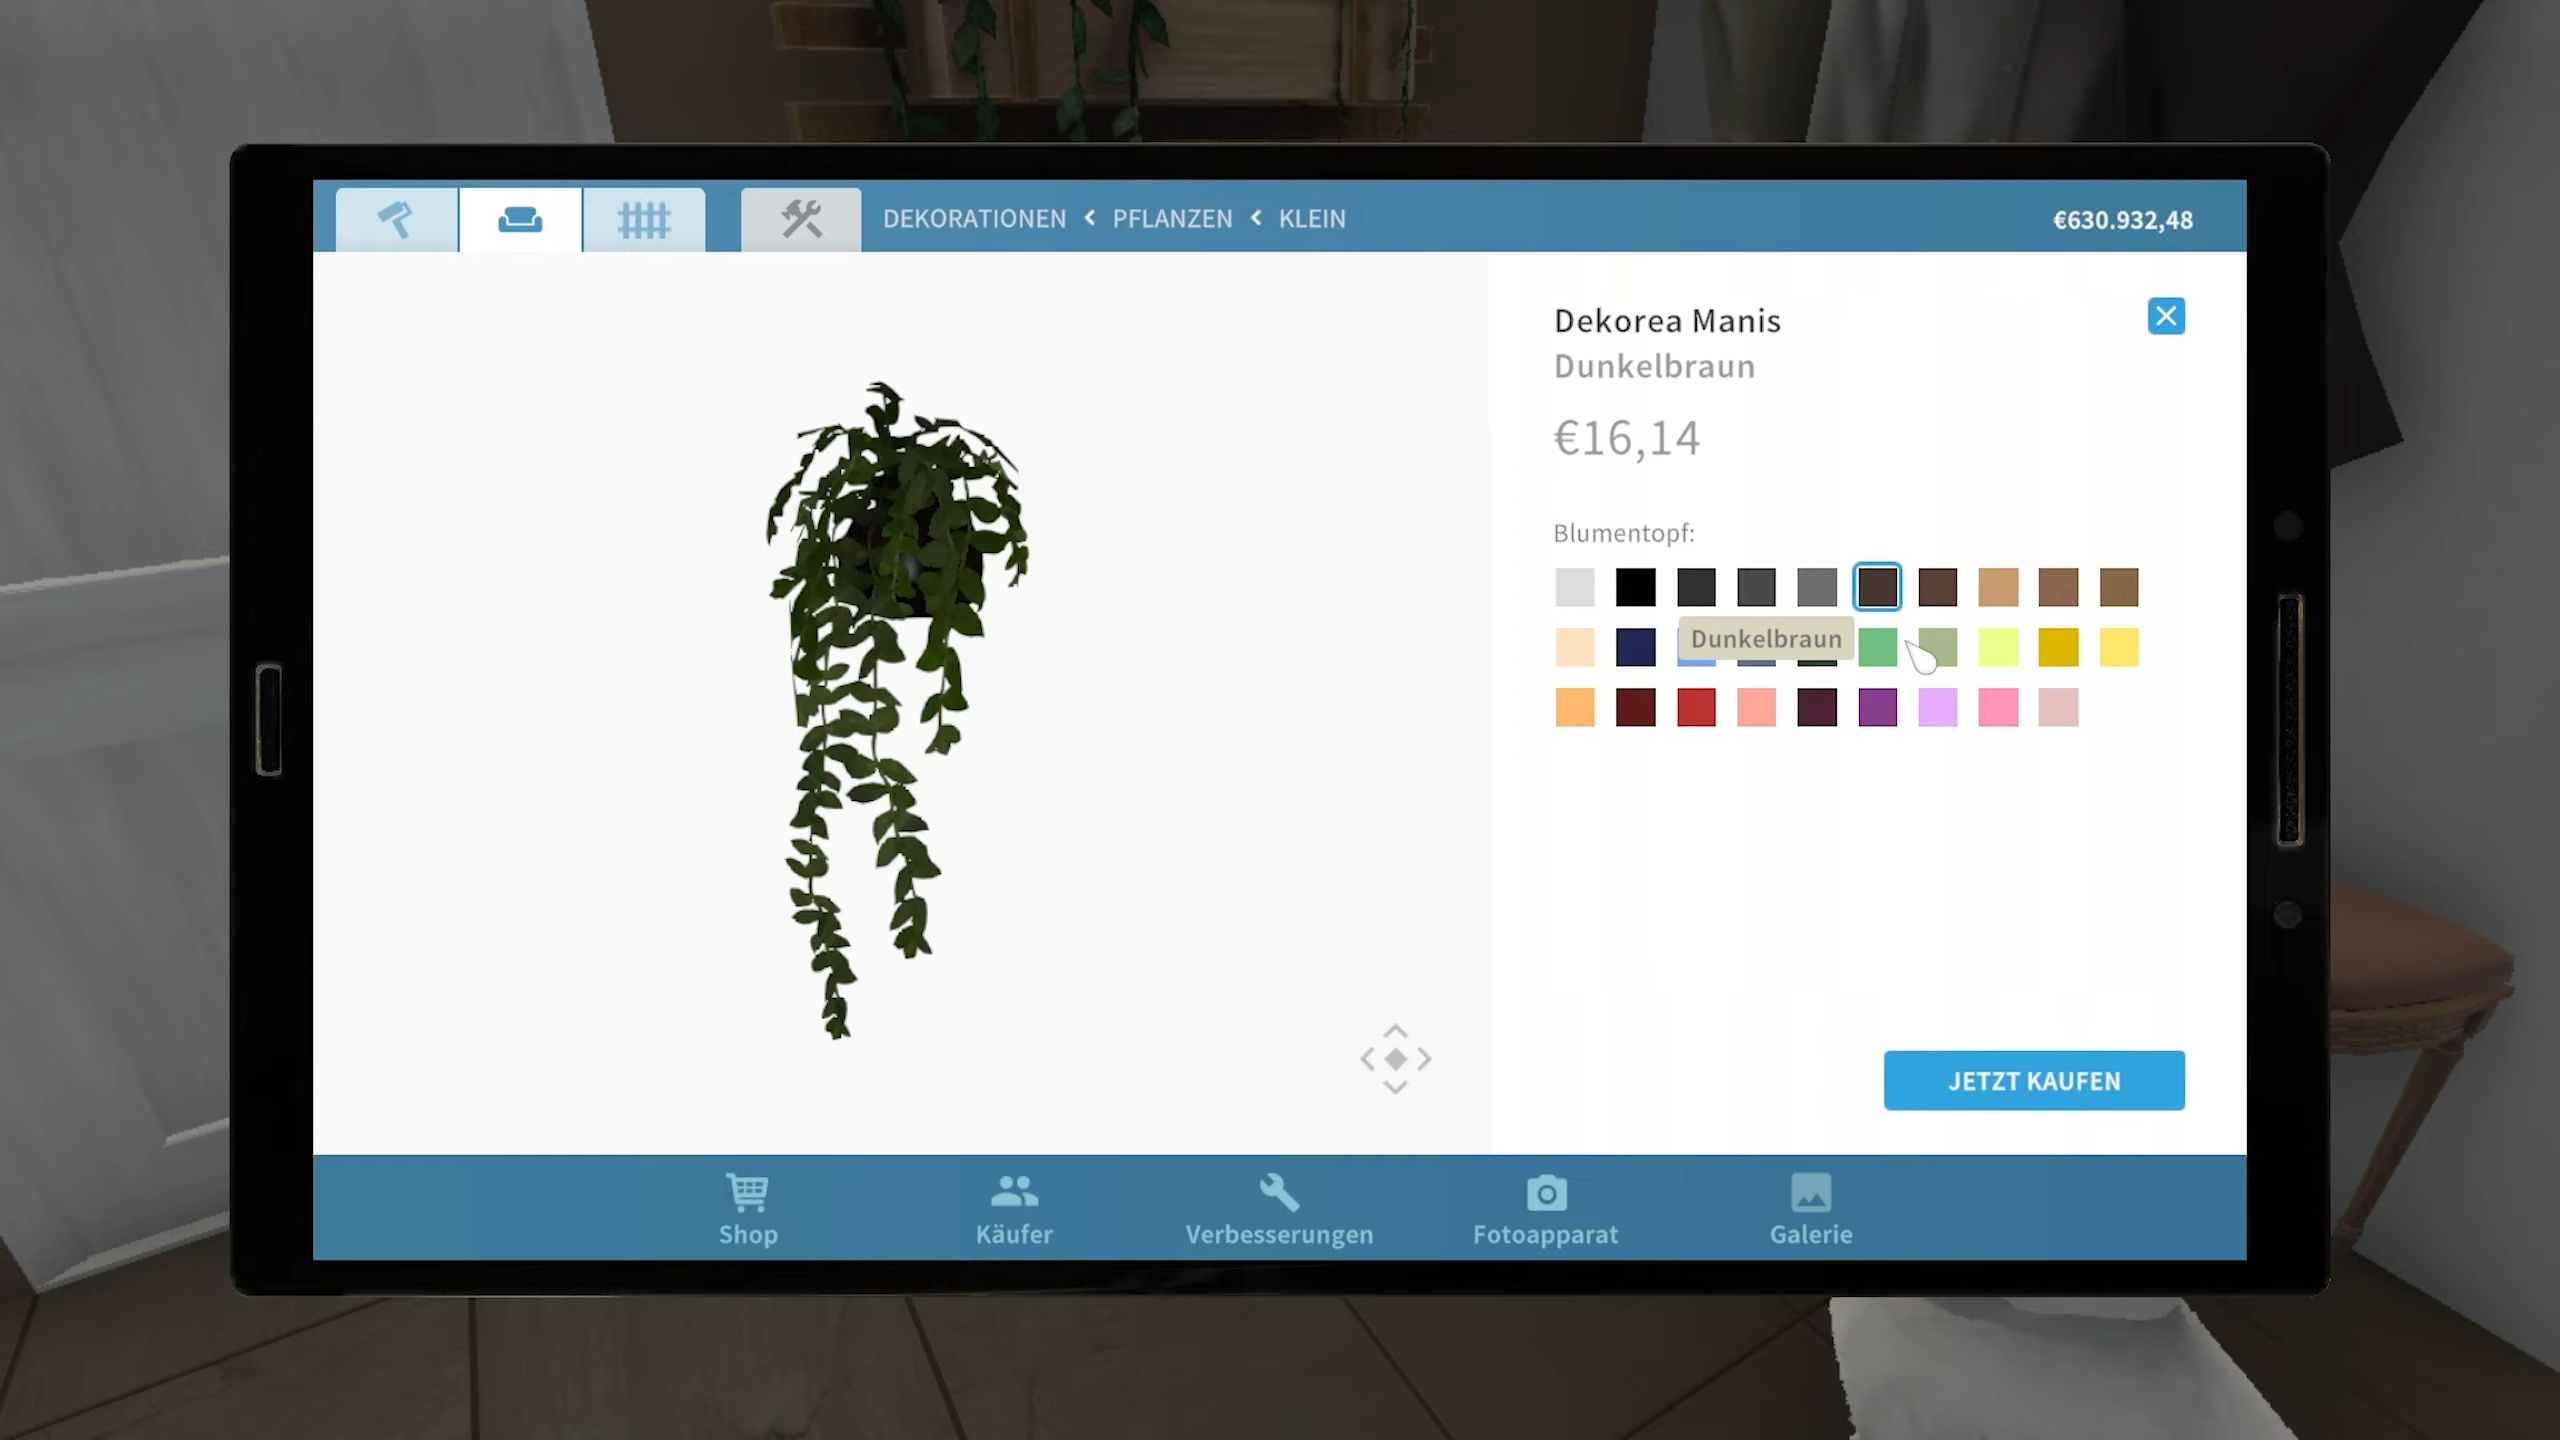 DEKORATIONEN < PFLANZEN < KLEIN
€630.932,48
Dekorea Manis
Dunkelbraun
€16,14
Blumentopf:
Dunkelbraun
JETZT KAUFEN
Shop
Käufer
Verbesserungen
Fotoapparat
Galerie